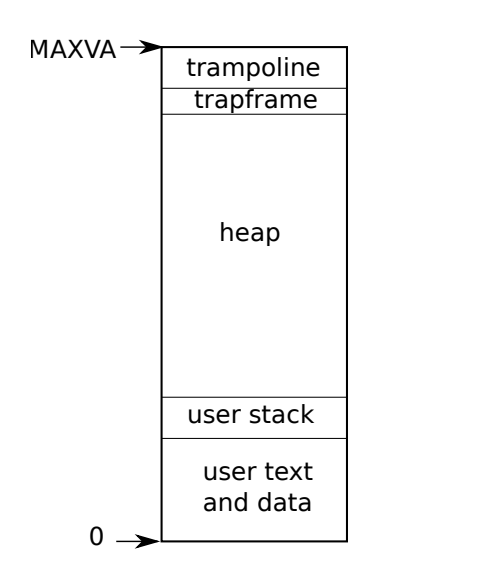 MAXVA
trampoline
trapframe
heap
user stack
user text
and data
0